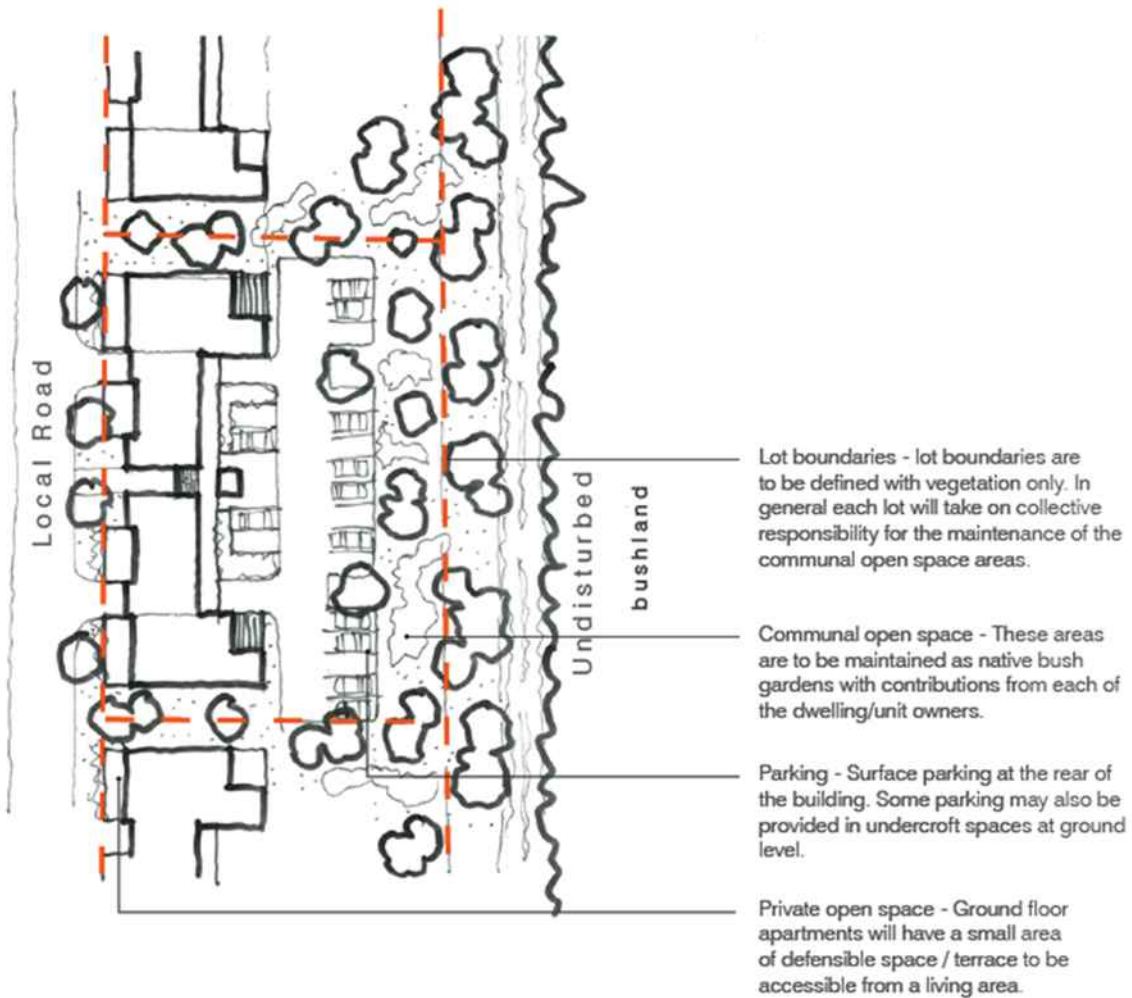 Local Road
Undisturbed
bushland
Lot boundaries - lot boundaries are
to be defined with vegetation only. In
general each lot will take on collective
responsibility for the maintenance of the
communal open space areas.
Communal open space - These areas
are to be maintained as native bush
gardens with contributions from each of
the dwelling/unit owners.
Parking - Surface parking at the rear of
the building. Some parking may also be
provided in undercroft spaces at ground
level.
Private open space - Ground floor
apartments will have a small area
of defensible space / terrace to be
accessible from a living area.